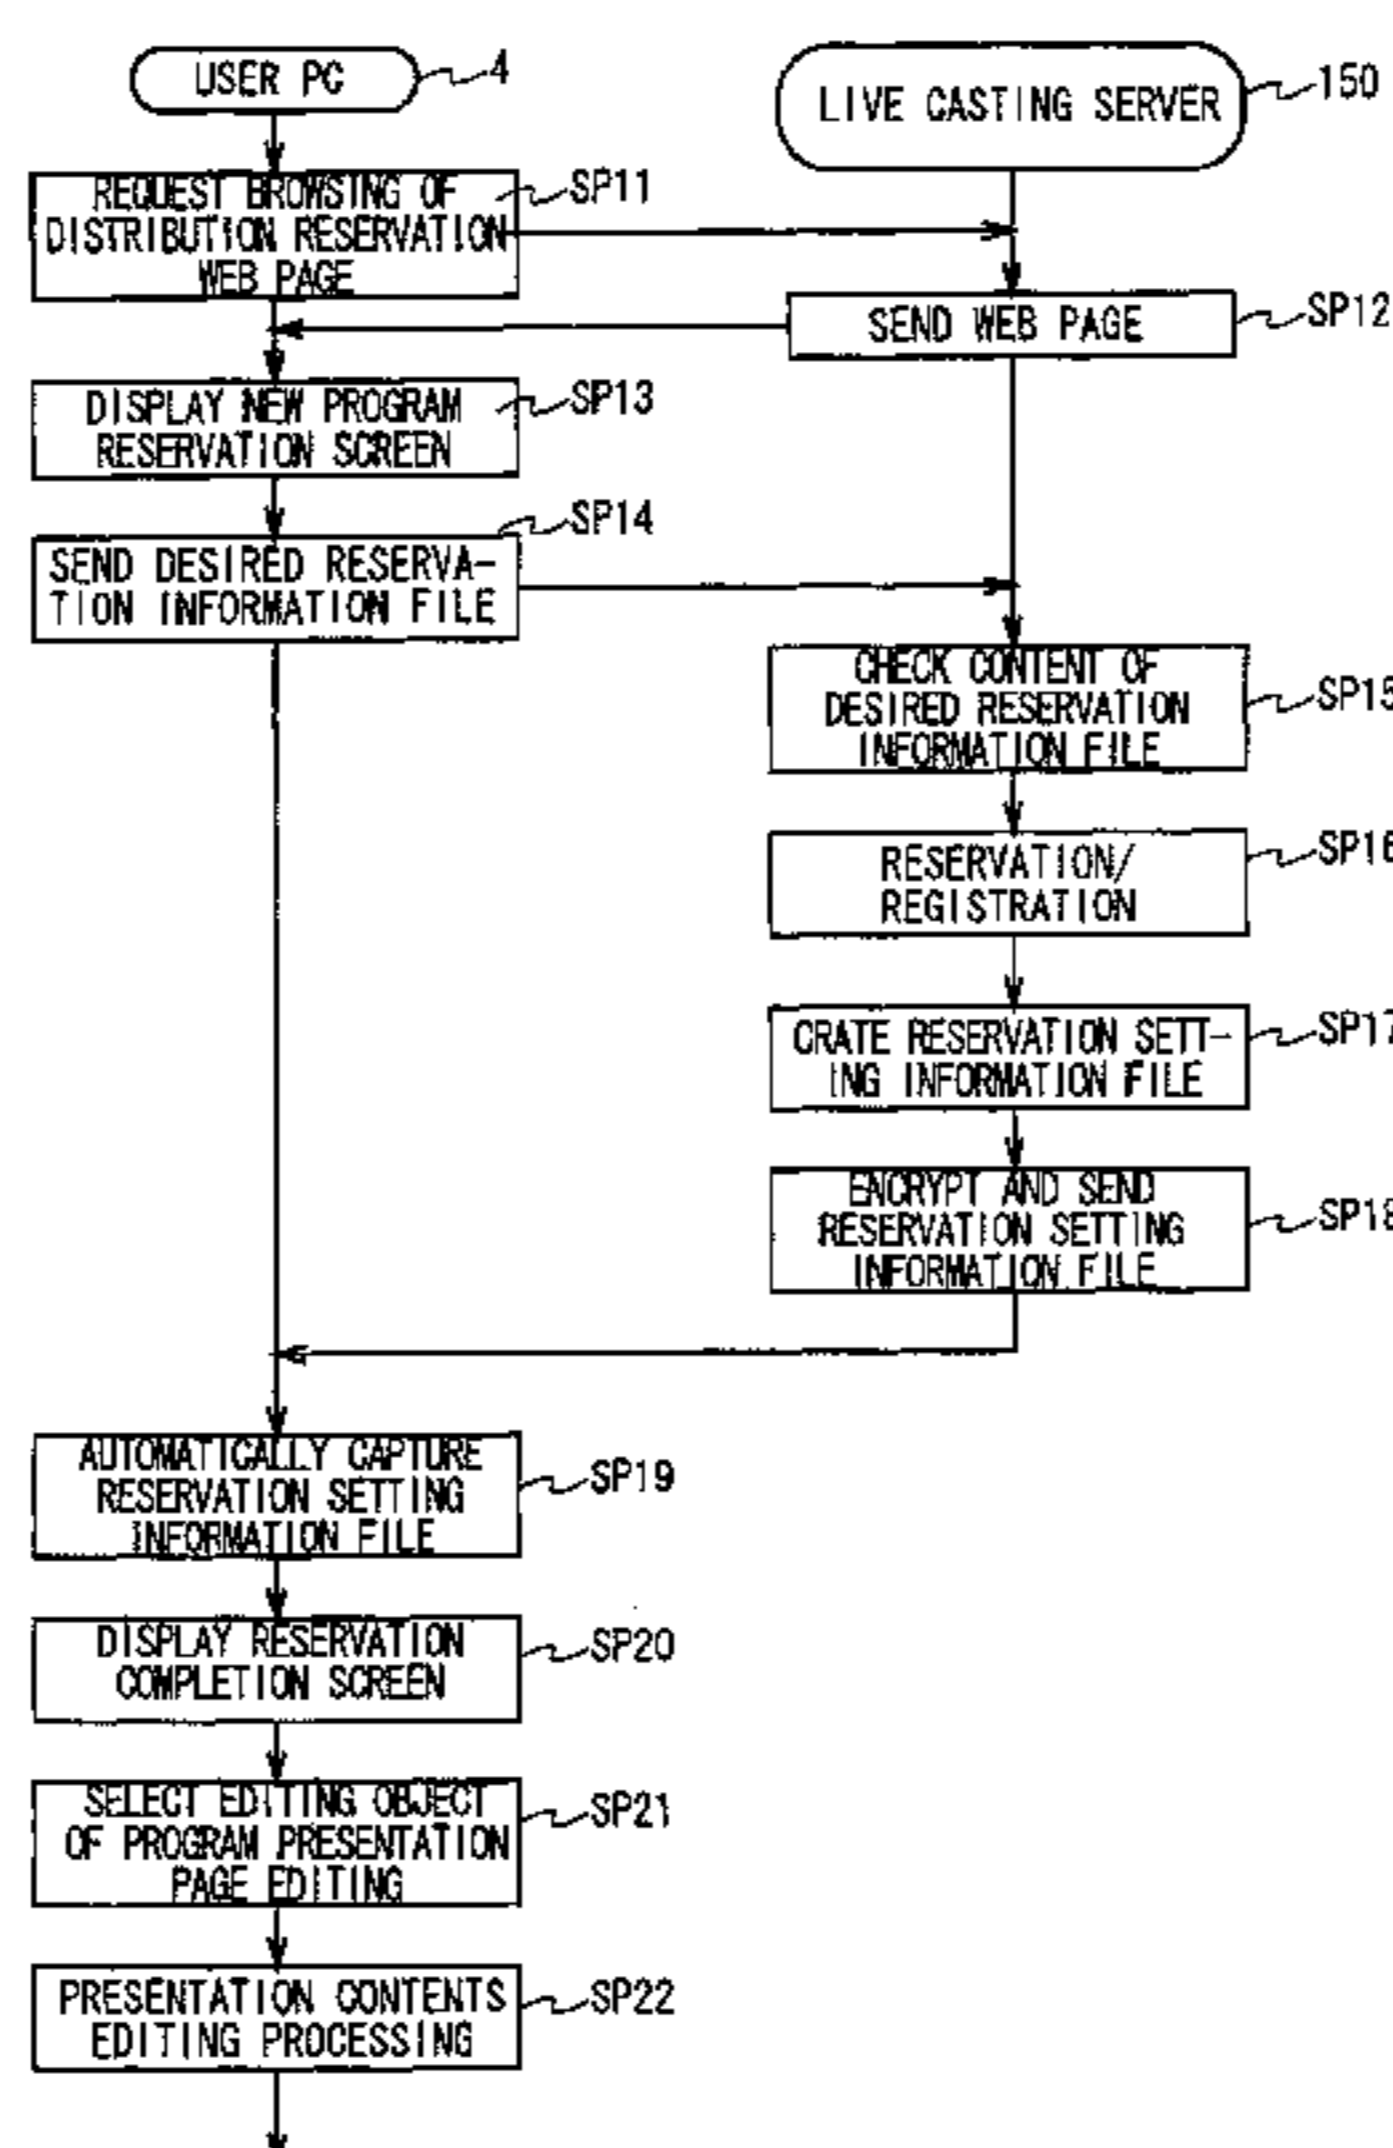 USER PC
4
LIVE CASTING SERVER
150
REQUEST BROWSING OF
DISTRIBUTION RESERVATION
WEB PAGE
SP11
SEND WEB PAGE
SP12
DISPLAY NEW PROGRAM
RESERVATION SCREEN
SP13
SEND DESIRED RESERVA-
TION INFORMATION FILE
SP14
CHECK CONTENT OF
DESIRED RESERVATION
INFORMATION FILE
SP15
RESERVATION/
REGISTRATION
SP16
CRATE RESERVATION SETT-
ING INFORMATION FILE
SP17
ENCRYPT AND SEND
RESERVATION SETTING
INFORMATION FILE
SP18
AUTOMATICALLY CAPTURE
RESERVATION SETTING
INFORMATION FILE
SP19
DISPLAY RESERVATION
COMPLETION SCREEN
SP20
SELECT EDITING OBJECT
OF PROGRAM PRESENTATION
PAGE EDITING
SP21
PRESENTATION CONTENTS
EDITING PROCESSING
SP22